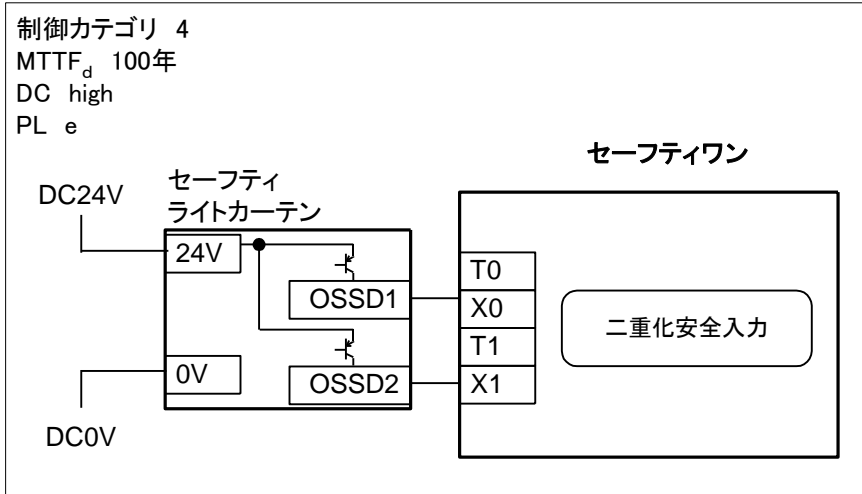 制御カテゴリ 4
MTTFd 100年
DC high
PL e
セーフティワン
セーフティ
ライトカーテン
DC24V
24V
T0
OSSD1
X0
二重化安全入力
T1
0V
OSSD2
X1
DC0V